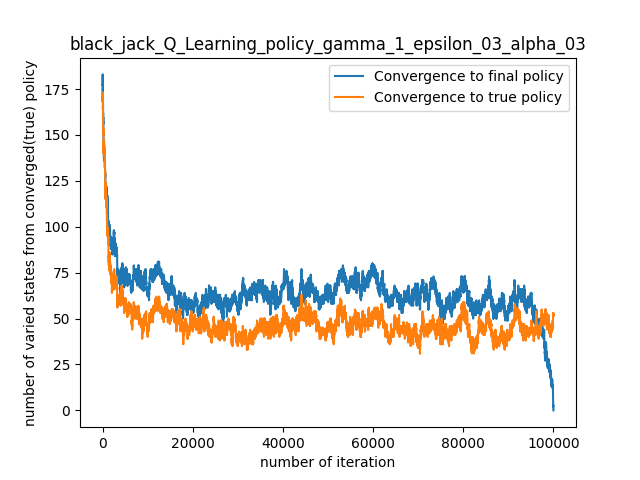 black_jack_Q_Learning_policy_gamma_1_epsilon_03_alpha_03
Convergence to final policy
Convergence to true policy
number of varied states from converged(true) policy
175
150
125
100
75
50
25
0
0 20000 40000 60000 80000 100000
number of iteration